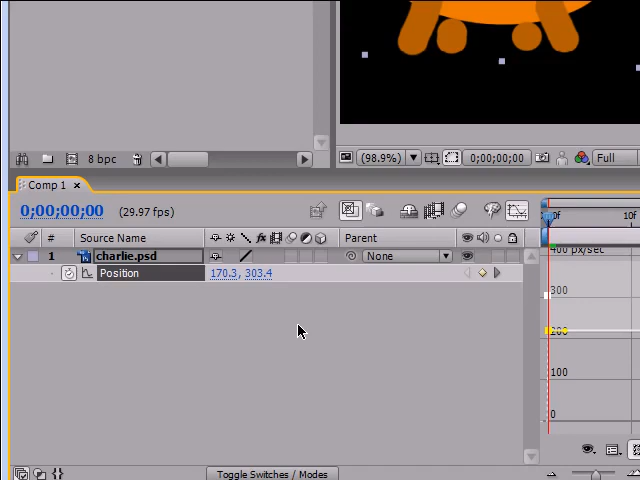 8 bpc
(98.9%)
0;00;00;00
Full
Comp 1 ×
0;00;00;00 (29.97 fps)
0f
10f
# Source Name
Parent
400 px/sec
1 charlie.psd
None
Position
170.3, 303.4
300
200
100
0
Toggle Switches / Modes